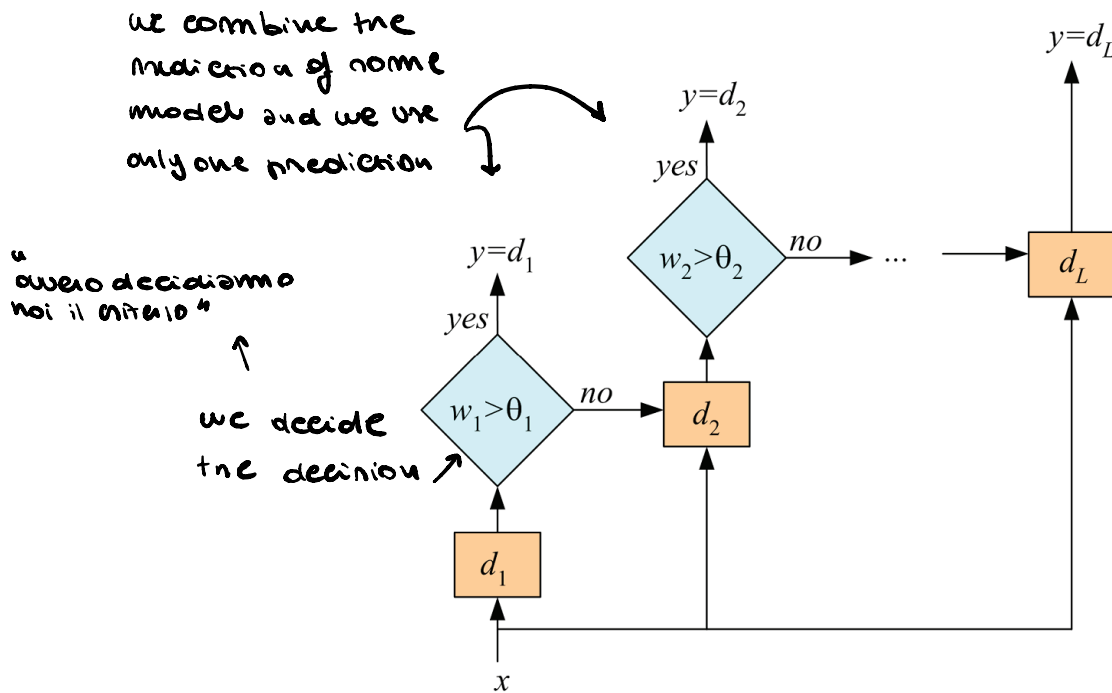 we combine the
prediction of some
model and we use
only one prediction
y=d_L
y=d_2
yes
w_2>θ_2
no
...
d_L
"ovvero decidiamo
noi il criterio"
y=d_1
yes
w_1>θ_1
no
d_2
we decide
the decision
d_1
x